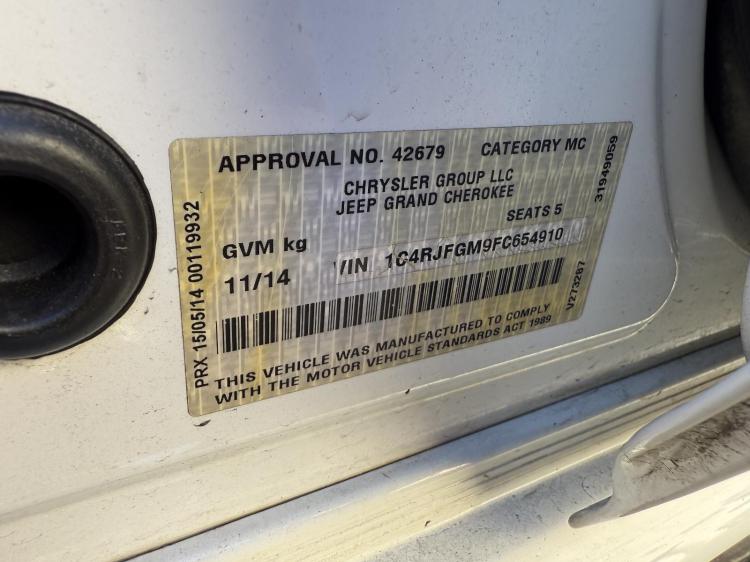 APPROVAL NO. 42679 CATEGORY MC
CHRYSLER GROUP LLC
JEEP GRAND CHEROKEE
SEATS 5
GVM kg
11/14 VIN 1C4RJFGM9FC654910
THIS VEHICLE WAS MANUFACTURED TO COMPLY
WITH THE MOTOR VEHICLE STANDARDS ACT 1989
PRX 15/05/14 00119932
31949059
V273287